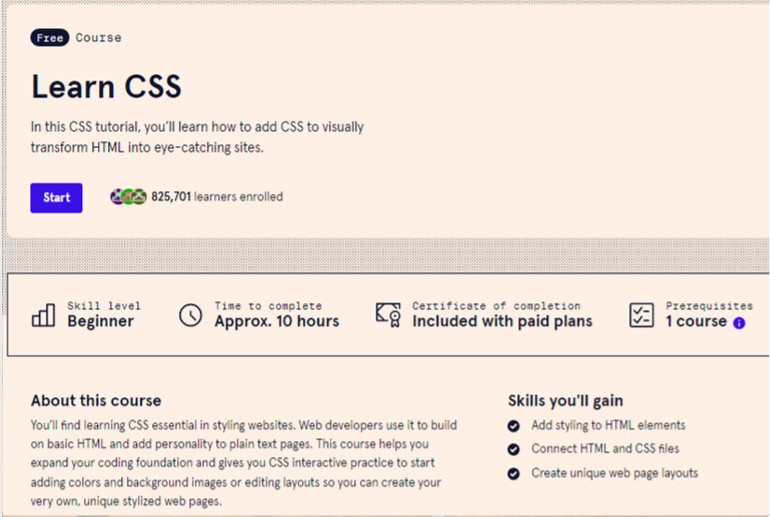 Free Course
Learn CSS
In this CSS tutorial, you'll learn how to add CSS to visually
transform HTML into eye-catching sites.
Start
825,701 learners enrolled
Skill level
Beginner
Time to complete
Approx. 10 hours
Certificate of completion
Included with paid plans
Prerequisites
1 course
About this course
You'll find learning CSS essential in styling websites. Web developers use it to build
on basic HTML and add personality to plain text pages. This course helps you
expand your coding foundation and gives you CSS interactive practice to start
adding colors and background images or editing layouts so you can create your
very own, unique stylized web pages.
Skills you'll gain
Add styling to HTML elements
Connect HTML and CSS files
Create unique web page layouts